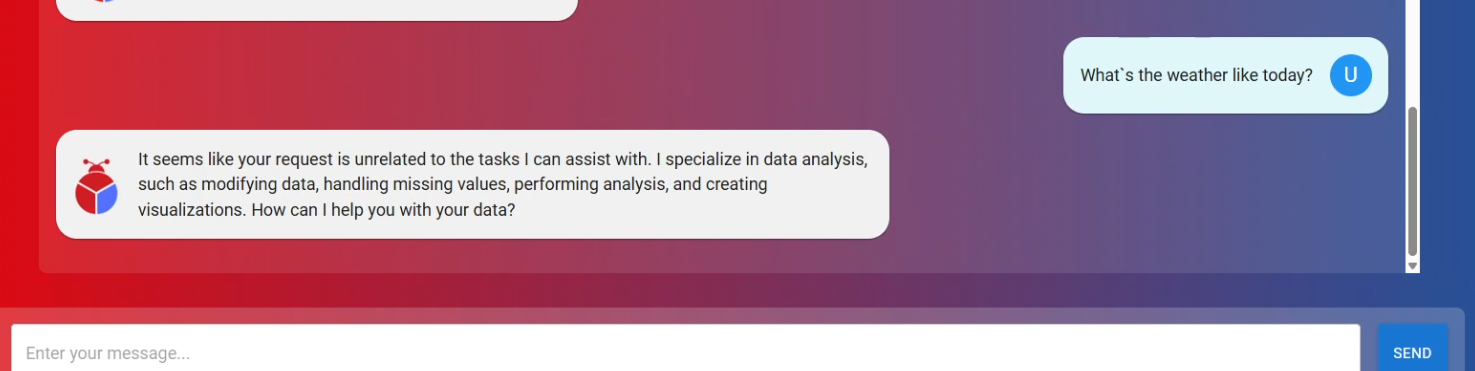 What`s the weather like today?
U
It seems like your request is unrelated to the tasks I can assist with. I specialize in data analysis,
such as modifying data, handling missing values, performing analysis, and creating
visualizations. How can I help you with your data?
Enter your message...
SEND